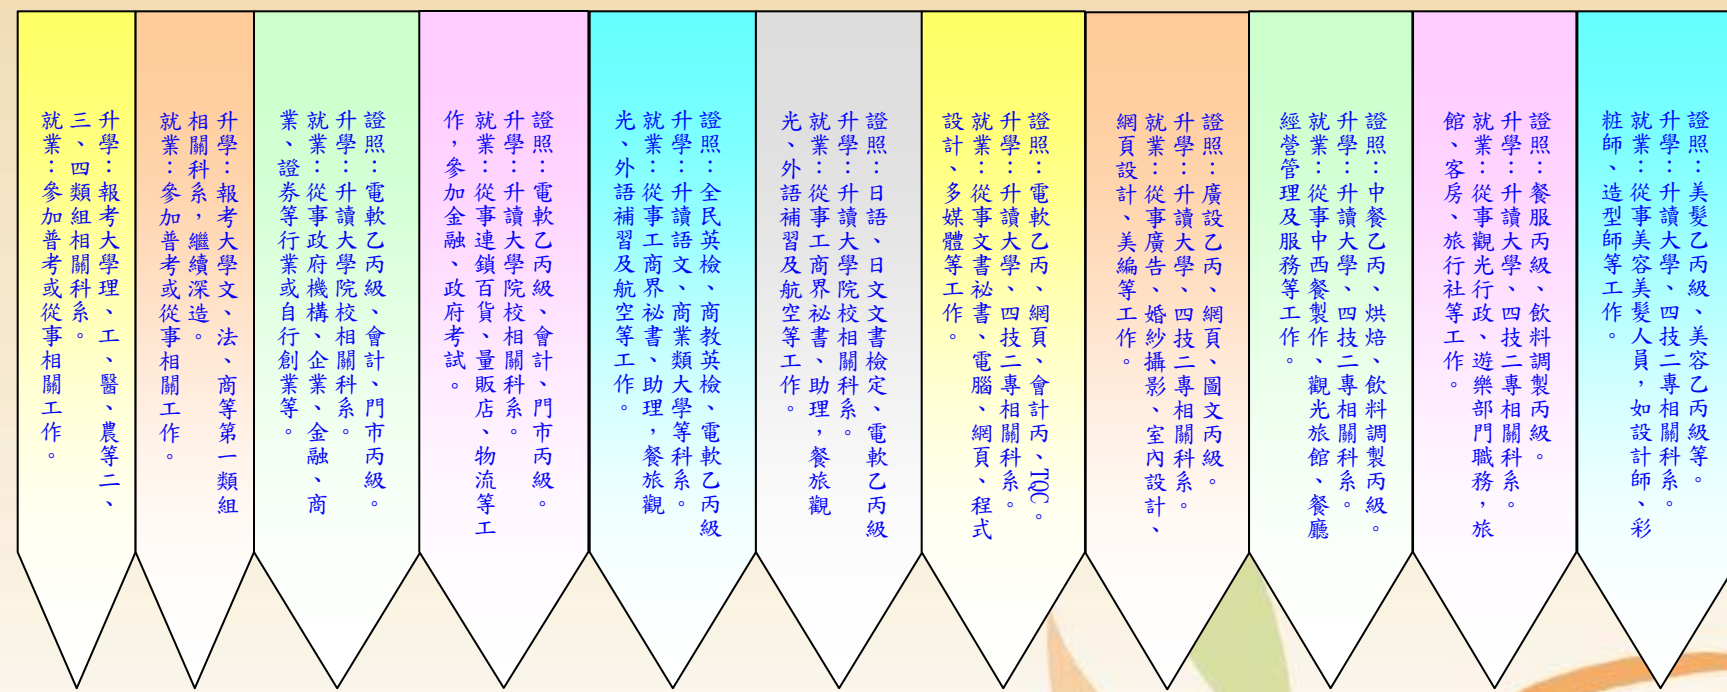 證照：美髮乙丙級、美容乙丙級等。
升學：升讀大學、四技二專相關科系。
就業：從事美容美髮人員，如設計師、彩
粧師、造型師等工作。
證照：餐服丙級、飲料調製丙級。
升學：升讀大學、四技二專相關科系。
就業：從事觀光行政、遊樂部門職務，旅
館、客房、旅行社等工作。
證照：中餐乙丙、烘焙、飲料調製丙級。
升學：升讀大學、四技二專相關科系。
就業：從事中西餐製作、觀光旅館、餐廳
經營管理及服務等工作。
證照：廣設乙丙、網頁、圖文丙級。
升學：升讀大學、四技二專相關科系。
就業：從事廣告、婚紗攝影、室內設計、
網頁設計、美編等工作。
證照：電軟乙丙、網頁、會計丙、TQC。
升學：升讀大學、四技二專相關科系。
就業：從事文書祕書、電腦、網頁、程式
設計、多媒體等工作。
證照：日語、日文文書檢定、電軟乙丙級
升學：升讀大學院校相關科系。
就業：從事工商界祕書、助理，餐旅觀
光、外語補習及航空等工作。
證照：全民英檢、商教英檢、電軟乙丙級
升學：升讀語文、商業類大學等科系。
就業：從事工商界祕書、助理，餐旅觀
光、外語補習及航空等工作。
證照：電軟乙丙級、會計、門市丙級。
升學：升讀大學院校相關科系。
就業：從事連鎖百貨、量販店、物流等工
作，參加金融、政府考試。
證照：電軟乙丙級、會計、門市丙級。
升學：升讀大學院校相關科系。
就業：從事政府機構、企業、金融、商
業、證券等行業或自行創業等。
升學：報考大學文、法、商等第一類組
相關科系，繼續深造。
就業：參加普考或從事相關工作。
升學：報考大學理、工、醫、農等二、
三、四類組相關科系。
就業：參加普考或從事相關工作。